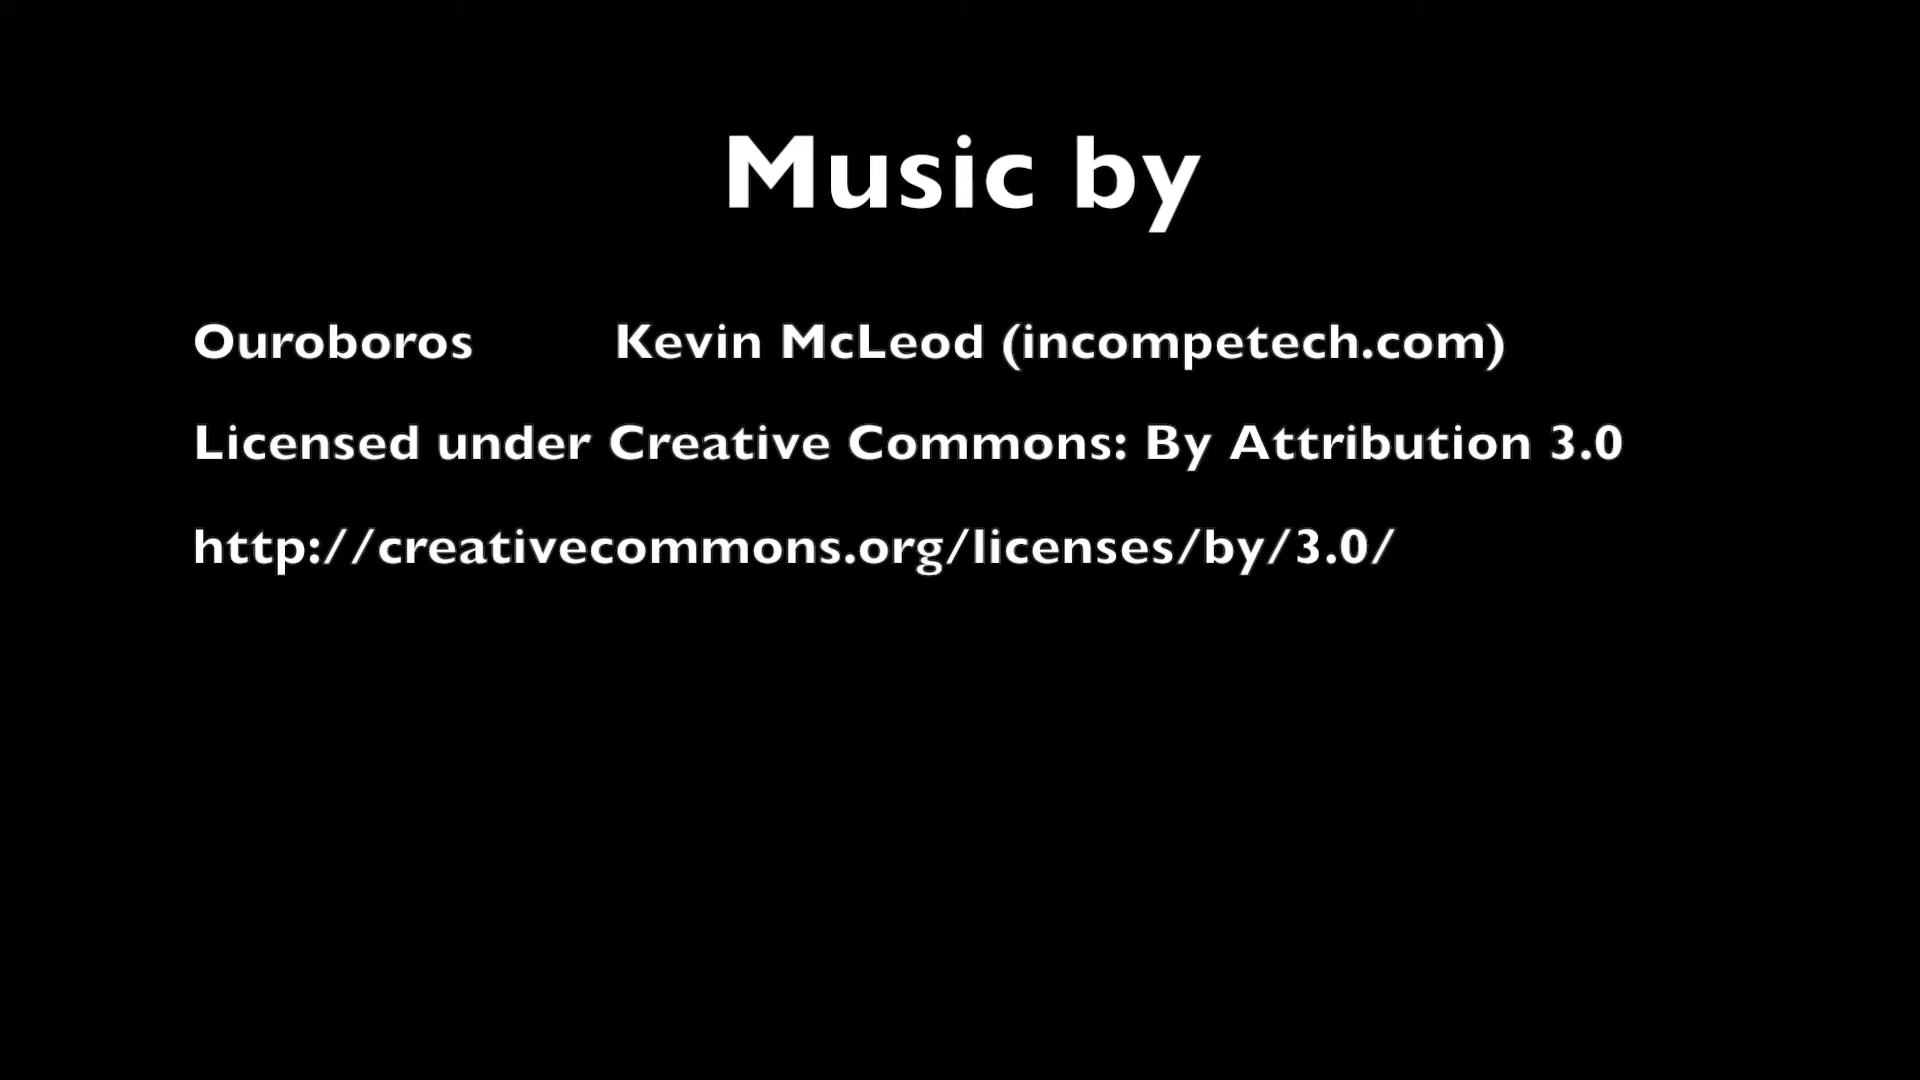 Music by
Ouroboros Kevin McLeod (incompetech.com)
Licensed under Creative Commons: By Attribution 3.0
http://creativecommons.org/licenses/by/3.0/